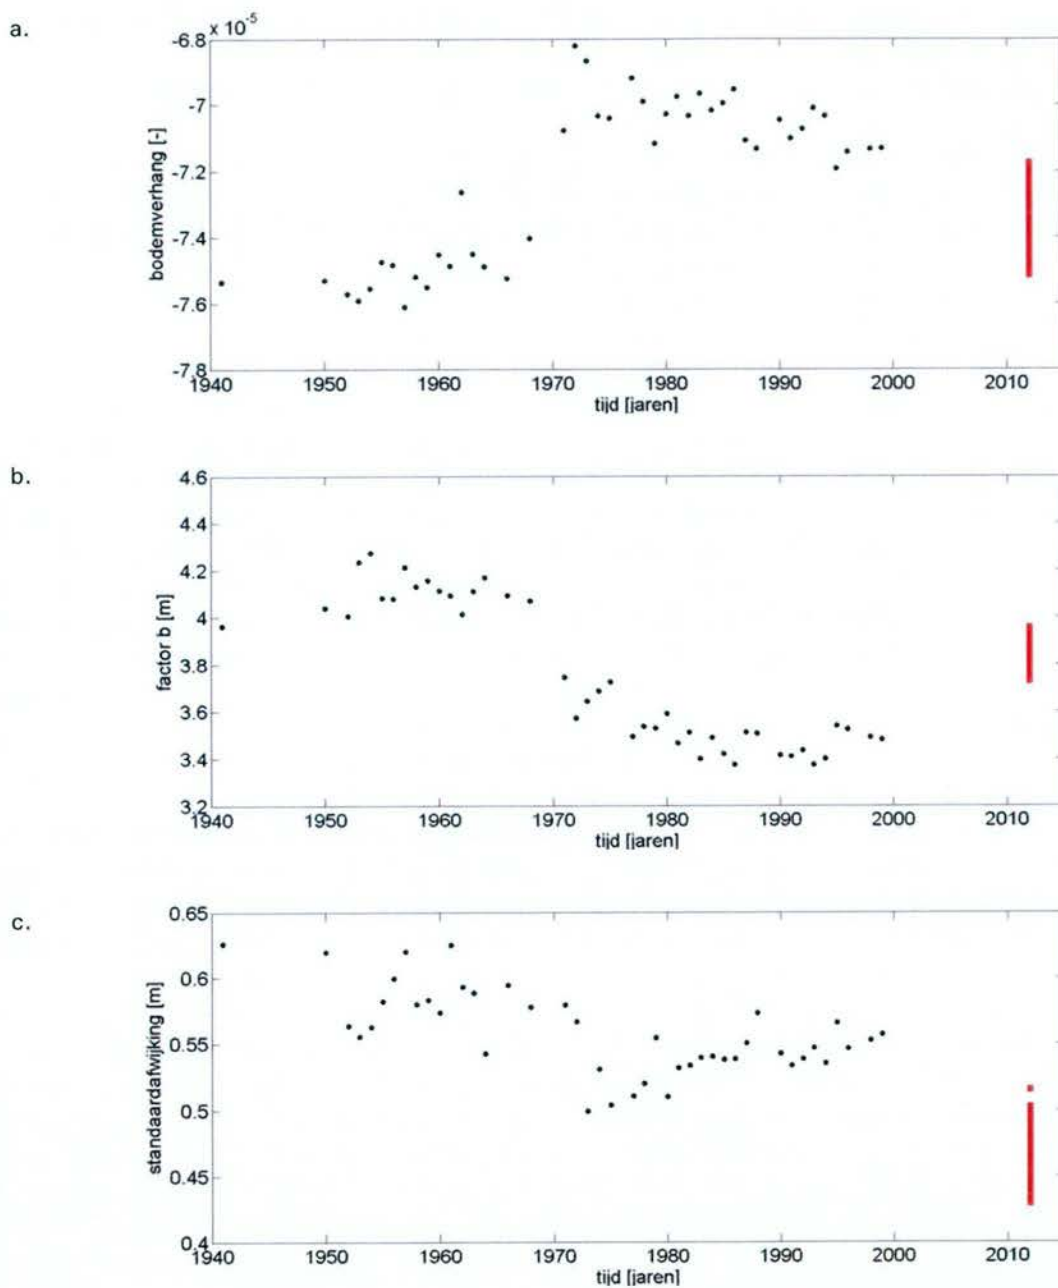 a.
x 10^-5
-6.8
-7
-7.2
-7.4
-7.6
-7.8
bodemverhang [-]
1940 1950 1960 1970 1980 1990 2000 2010
tijd [jaren]
b.
4.6
4.4
4.2
4
3.8
3.6
3.4
3.2
factor b [m]
1940 1950 1960 1970 1980 1990 2000 2010
tijd [jaren]
c.
0.65
0.6
0.55
0.5
0.45
0.4
standaardafwijking [m]
1940 1950 1960 1970 1980 1990 2000 2010
tijd [jaren]